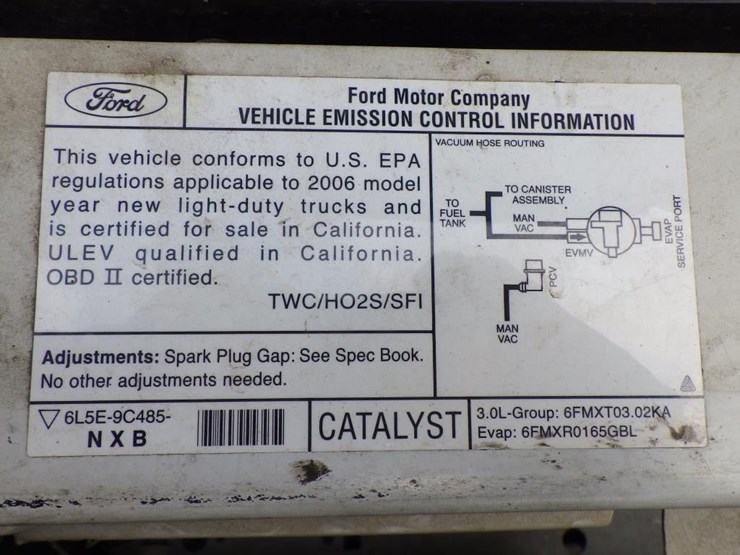 Ford
Ford Motor Company
VEHICLE EMISSION CONTROL INFORMATION
This vehicle conforms to U.S. EPA
regulations applicable to 2006 model
year new light-duty trucks and
is certified for sale in California.
ULEV qualified in California.
OBD II certified.
TWC/HO2S/SFI
VACUUM HOSE ROUTING
TO CANISTER
ASSEMBLY
TO
FUEL
TANK
MAN
VAC
EVMV
EVAP
SERVICE PORT
PCV
MAN
VAC
Adjustments: Spark Plug Gap: See Spec Book.
No other adjustments needed.
6L5E-9C485-
NXB
CATALYST
3.0L-Group: 6FMXT03.02KA
Evap: 6FMXR0165GBL